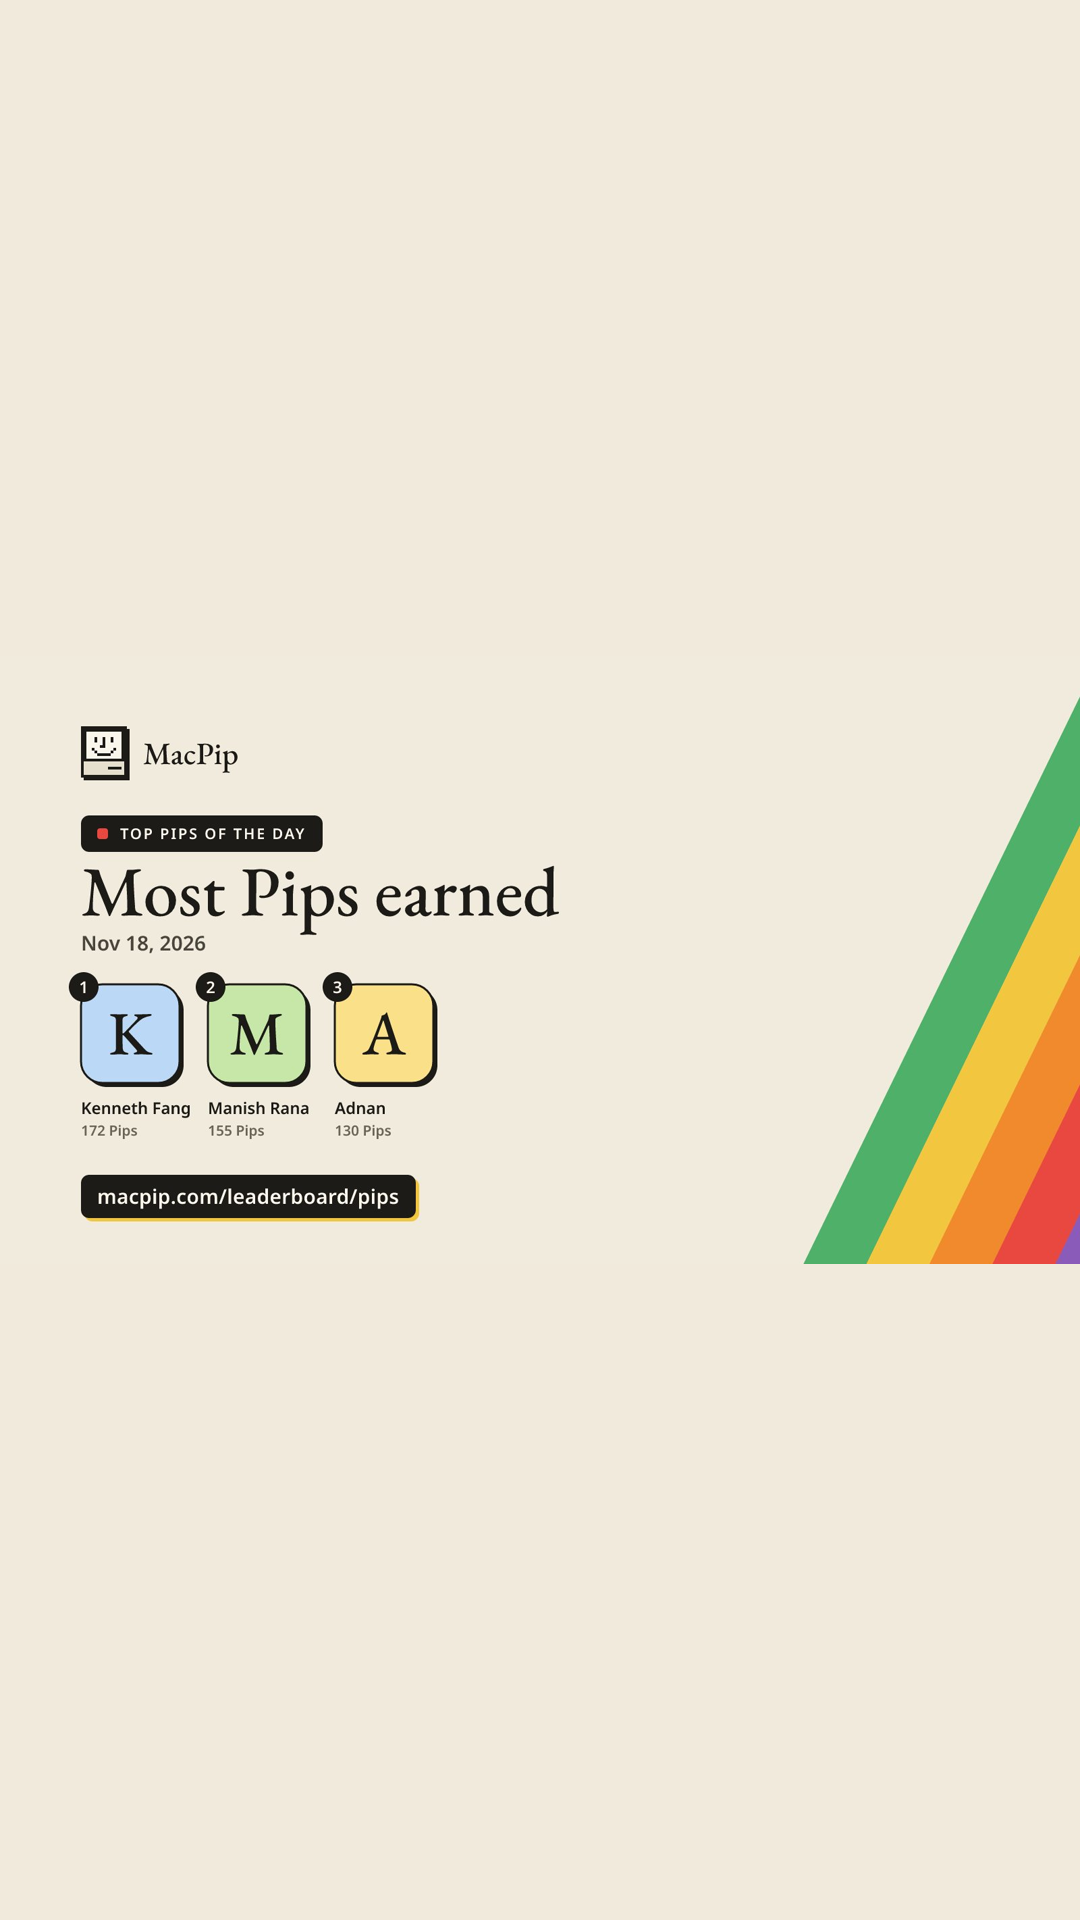 MacPip
TOP PIPS OF THE DAY
Most Pips earned
Nov 18, 2026
1 2 3
K M A
Kenneth Fang Manish Rana Adnan
172 Pips 155 Pips 130 Pips
macpip.com/leaderboard/pips